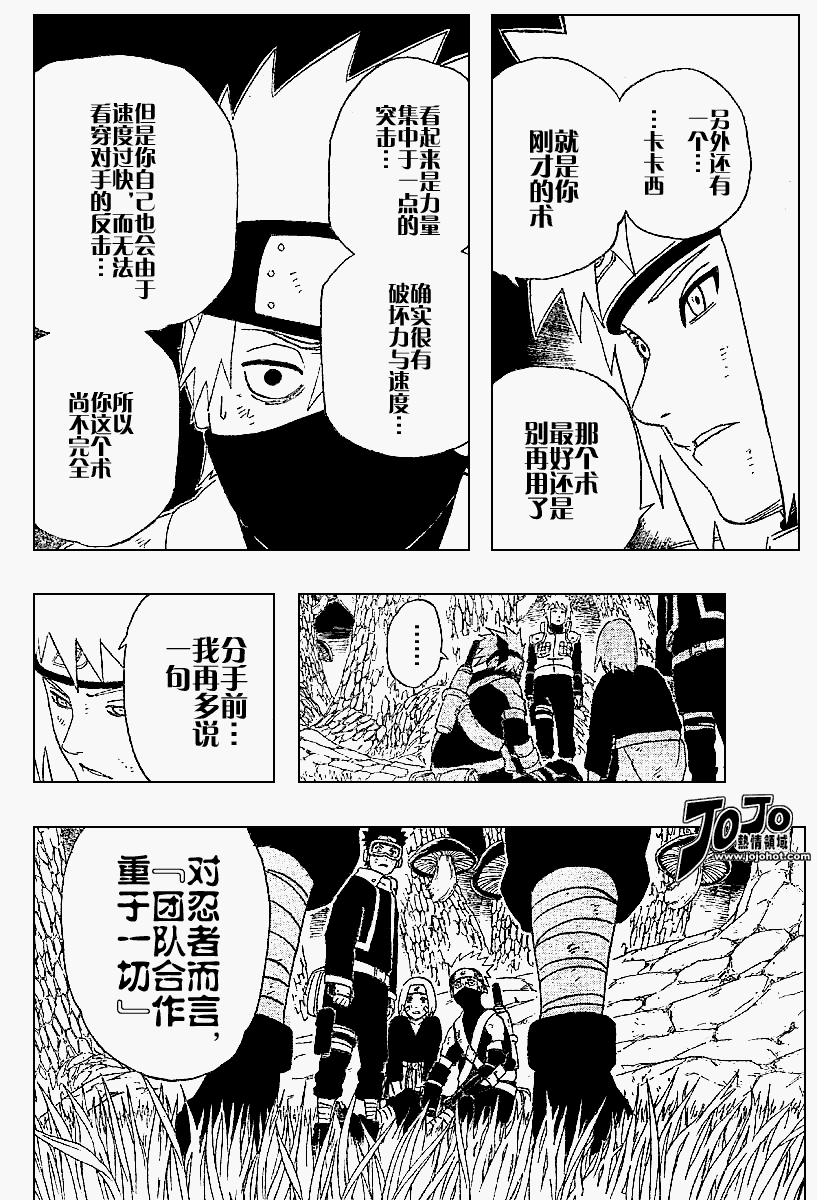 另外还有
一个…
…卡卡西
就是你
刚才的术
那个术
最好还是
别再用了
看起来是力量
集中于一点的
突击…
确实很有
破坏力与速度…
但是你自己也会由于
速度过快，而无法
看穿对手的反击…
所以
你这个术
尚不完全
……
分手前…
我再多说
一句
对忍者而言，
『团队合作
重于一切』
JOJO
熱情領域
www.jojohot.com